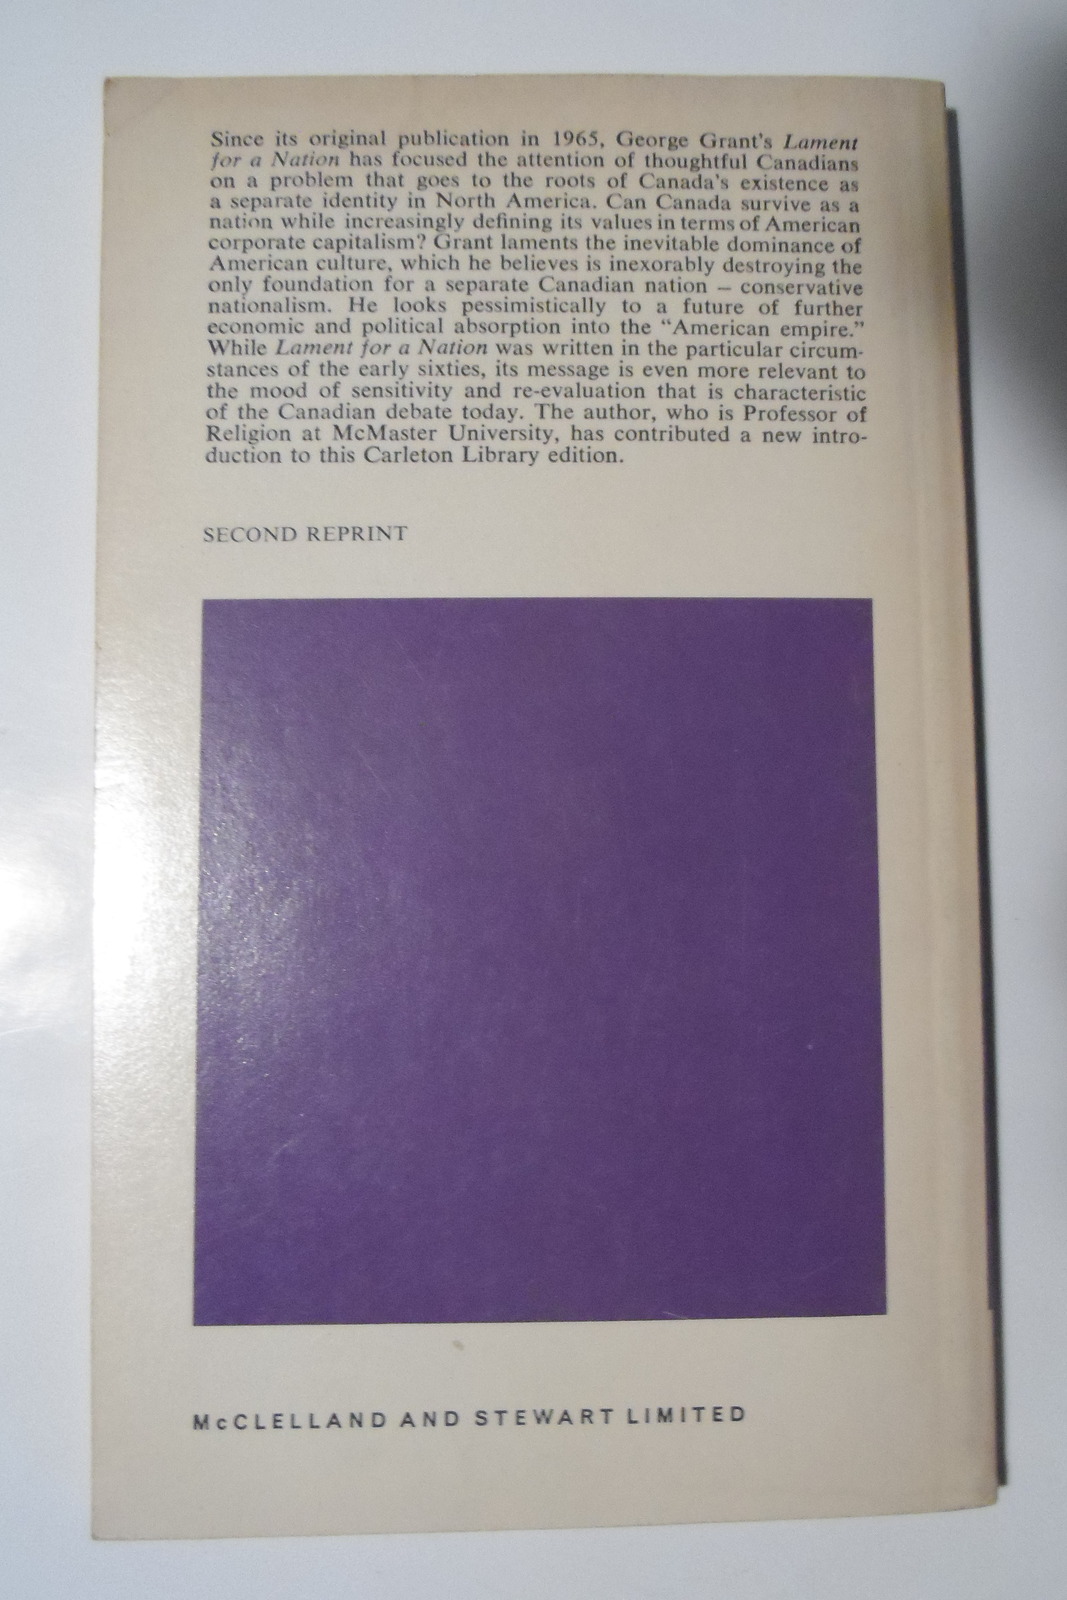 Since its original publication in 1965, George Grant's Lament
for a Nation has focused the attention of thoughtful Canadians
on a problem that goes to the roots of Canada's existence as
a separate identity in North America. Can Canada survive as a
nation while increasingly defining its values in terms of American
corporate capitalism? Grant laments the inevitable dominance of
American culture, which he believes is inexorably destroying the
only foundation for a separate Canadian nation – conservative
nationalism. He looks pessimistically to a future of further
economic and political absorption into the “American empire.”
While Lament for a Nation was written in the particular circum-
stances of the early sixties, its message is even more relevant to
the mood of sensitivity and re-evaluation that is characteristic
of the Canadian debate today. The author, who is Professor of
Religion at McMaster University, has contributed a new intro-
duction to this Carleton Library edition.
SECOND REPRINT
McCLELLAND AND STEWART LIMITED